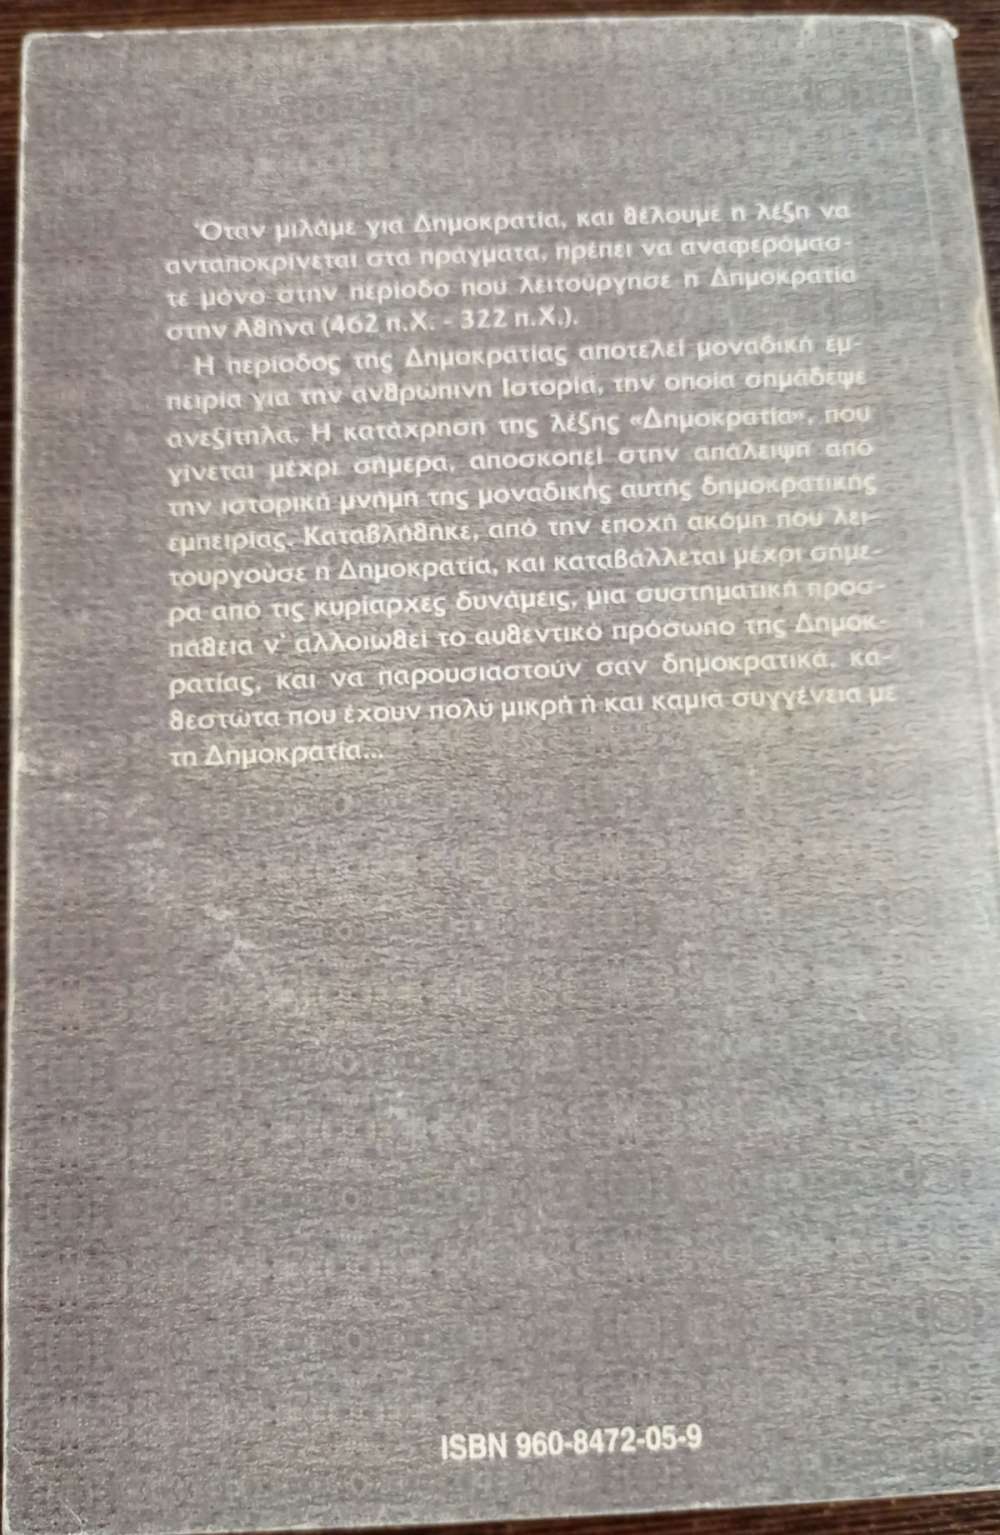 Όταν μιλάμε για Δημοκρατία, και θέλουμε η λέξη να
ανταποκρίνεται στα πράγματα, πρέπει να αναφερόμασ-
τε μόνο στην περίοδο που λειτούργησε η Δημοκρατία
στην Αθήνα (462 π.Χ. - 322 π.Χ.).
Η περίοδος της Δημοκρατίας αποτελεί μοναδική εμ-
πειρία για την ανθρώπινη Ιστορία, την οποία σημάδεψε
ανεξίτηλα. Η κατάχρηση της λέξης «Δημοκρατία», που
γίνεται μέχρι σήμερα, αποσκοπεί στην απάλειψη από
την ιστορική μνήμη της μοναδικής αυτής δημοκρατικής
εμπειρίας. Καταβλήθηκε, από την εποχή ακόμη που λει-
τουργούσε η Δημοκρατία, και καταβάλλεται μέχρι σήμε-
ρα από τις κυρίαρχες δυνάμεις, μια συστηματική προσ-
πάθεια ν' αλλοιωθεί το αυθεντικό πρόσωπο της Δημοκ-
ρατίας, και να παρουσιαστούν σαν δημοκρατικά, κα-
θεστώτα που έχουν πολύ μικρή ή και καμιά συγγένεια με
τη Δημοκρατία...
ISBN 960-8472-05-9